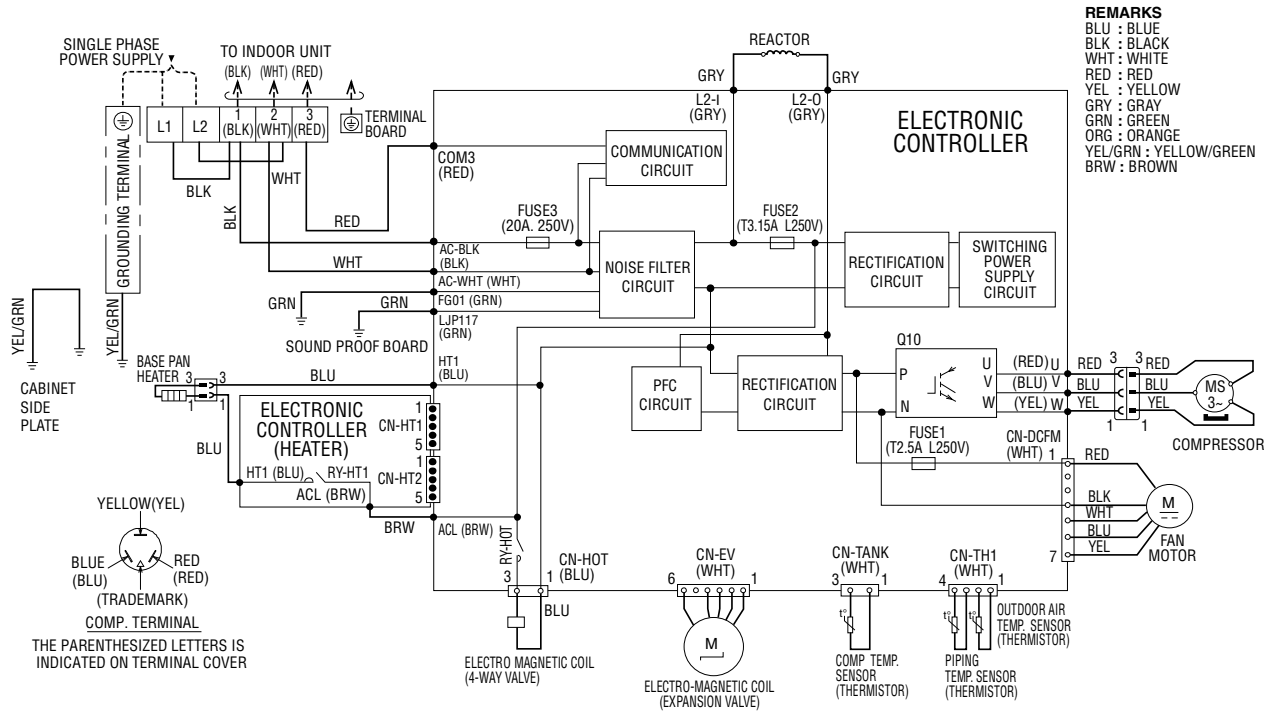 REMARKS
BLU : BLUE
BLK : BLACK
WHT : WHITE
RED : RED
YEL : YELLOW
GRY : GRAY
GRN : GREEN
ORG : ORANGE
YEL/GRN : YELLOW/GREEN
BRW : BROWN
SINGLE PHASE
POWER SUPPLY
TO INDOOR UNIT
(BLK) (WHT) (RED)
L1
L2
1
(BLK)
2
(WHT)
3
(RED)
TERMINAL
BOARD
GROUNDING TERMINAL
BLK
WHT
BLK
RED
WHT
GRN
GRN
SOUND PROOF BOARD
YEL/GRN
YEL/GRN
CABINET
SIDE
PLATE
REACTOR
GRY
GRY
L2-I
(GRY)
L2-O
(GRY)
ELECTRONIC
CONTROLLER
COM3
(RED)
COMMUNICATION
CIRCUIT
FUSE3
(20A. 250V)
FUSE2
(T3.15A L250V)
AC-BLK
(BLK)
AC-WHT (WHT)
FG01 (GRN)
LJP117
(GRN)
NOISE FILTER
CIRCUIT
RECTIFICATION
CIRCUIT
SWITCHING
POWER
SUPPLY
CIRCUIT
HT1
(BLU)
BASE PAN
HEATER
3
3
1
1
BLU
BLU
ELECTRONIC
CONTROLLER
(HEATER)
CN-HT1
1
5
CN-HT2
1
5
HT1 (BLU)
RY-HT1
ACL (BRW)
BRW
ACL (BRW)
PFC
CIRCUIT
RECTIFICATION
CIRCUIT
Q10
P
N
U
V
W
(RED) U
(BLU) V
(YEL) W
RED
BLU
YEL
3
3
1
1
RED
BLU
YEL
MS
3~
COMPRESSOR
FUSE1
(T2.5A L250V)
CN-DCFM
(WHT)
1
7
RED
BLK
WHT
BLU
YEL
M
FAN
MOTOR
YELLOW(YEL)
BLUE
(BLU)
RED
(RED)
(TRADEMARK)
COMP. TERMINAL
THE PARENTHESIZED LETTERS IS
INDICATED ON TERMINAL COVER
RY-HOT
CN-HOT
(BLU)
3
1
BLU
ELECTRO MAGNETIC COIL
(4-WAY VALVE)
CN-EV
(WHT)
6
1
M
ELECTRO-MAGNETIC COIL
(EXPANSION VALVE)
CN-TANK
(WHT)
3
1
t°
COMP TEMP.
SENSOR
(THERMISTOR)
CN-TH1
(WHT)
4
1
t°
t°
PIPING
TEMP. SENSOR
(THERMISTOR)
OUTDOOR AIR
TEMP. SENSOR
(THERMISTOR)